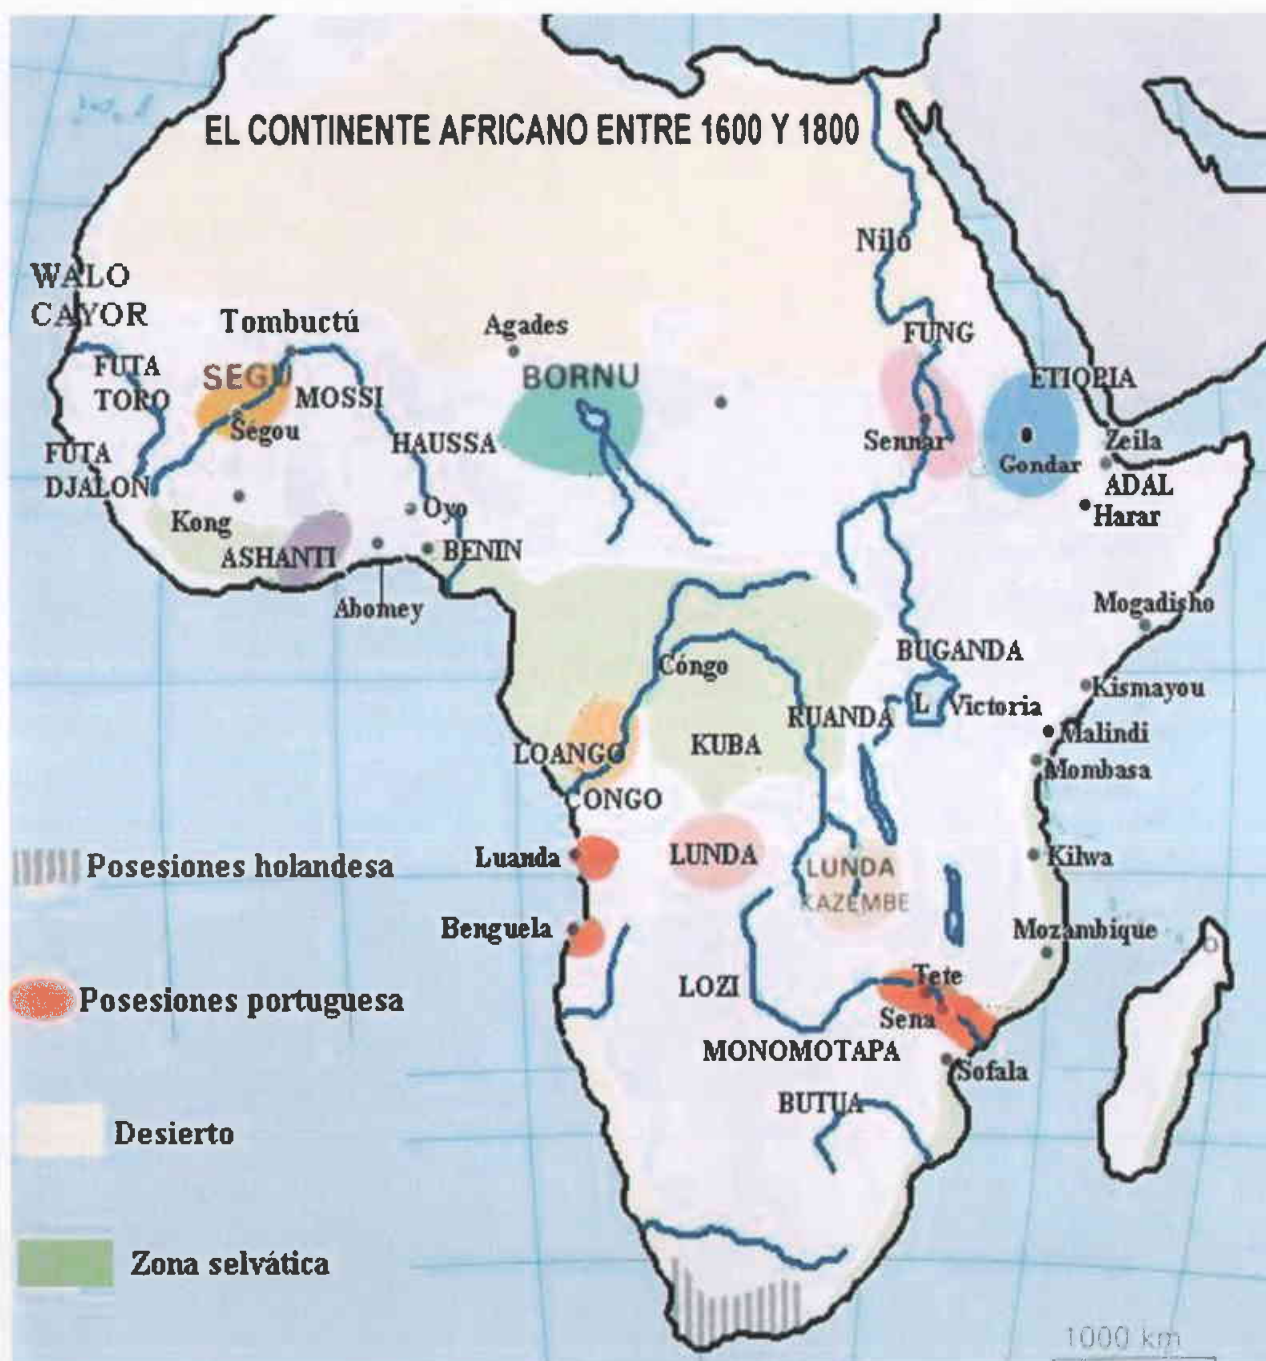 EL CONTINENTE AFRICANO ENTRE 1600 Y 1800
Nilo
WALO
CAYOR
Tombuctú
Agades
FUNG
FUTA
TORO
SEGU
MOSSI
BORNU
ETIOPIA
Ségou
HAUSSA
Sennar
Gondar
Zeila
FUTA
DJALON
ADAL
Harar
Kong
Oyo
ASHANTI
BENIN
Abomey
Mogadisho
BUGANDA
Cóngo
Kismayou
RUANDA
L Victoria
Malindi
LOANGO
KUBA
Mombasa
CONGO
Luanda
LUNDA
LUNDA
KAZEMBE
Kilwa
Posesiones holandesa
Benguela
Mozambique
LOZI
Tete
Posesiones portuguesa
Sena
MONOMOTAPA
Sofala
BUTUA
Desierto
Zona selvática
1000 km